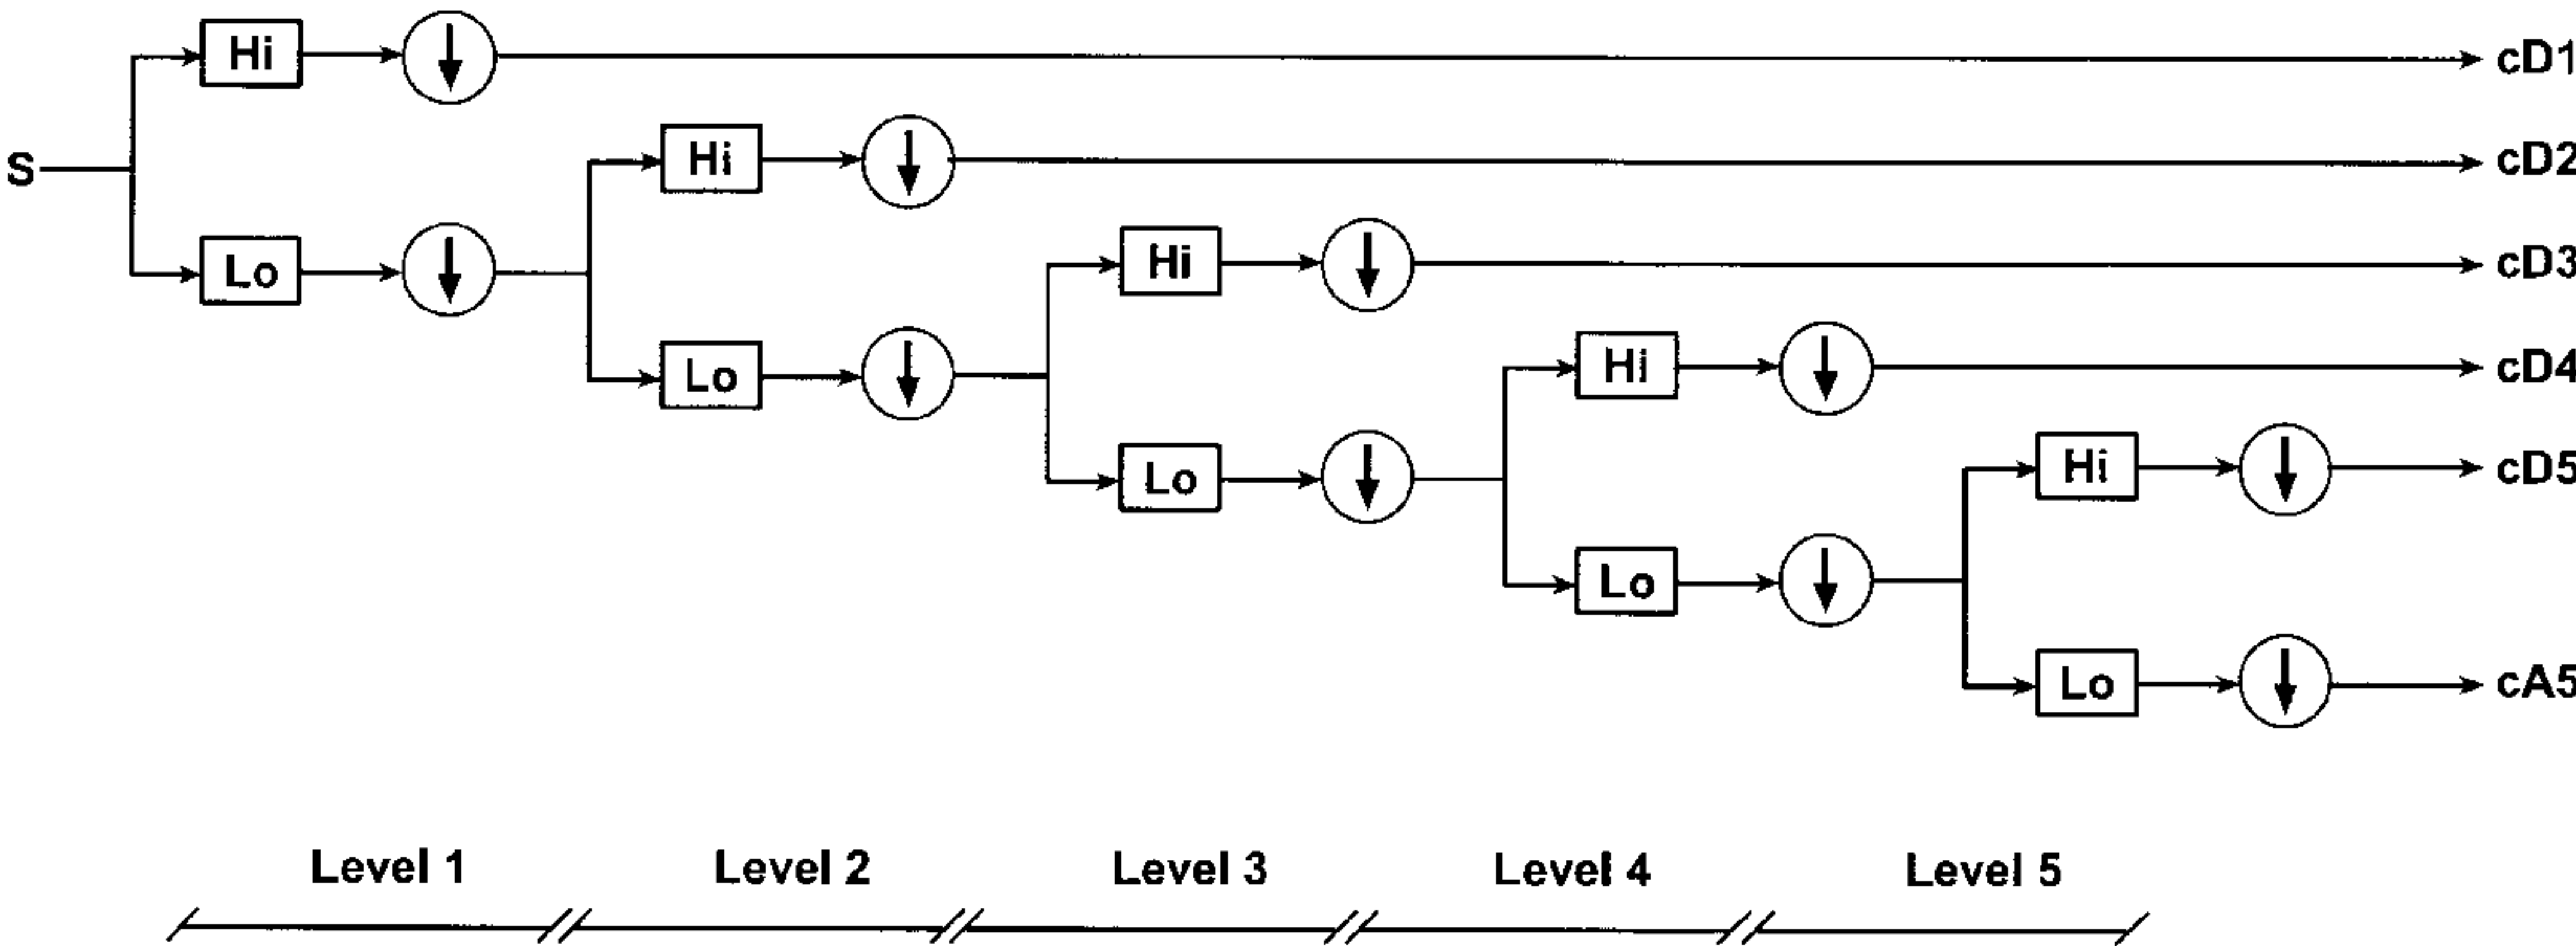 Hi
cD1
S
Hi
cD2
Lo
Hi
cD3
Lo
Hi
cD4
Lo
Hi
cD5
Lo
Lo
cA5
Level 1 Level 2 Level 3 Level 4 Level 5